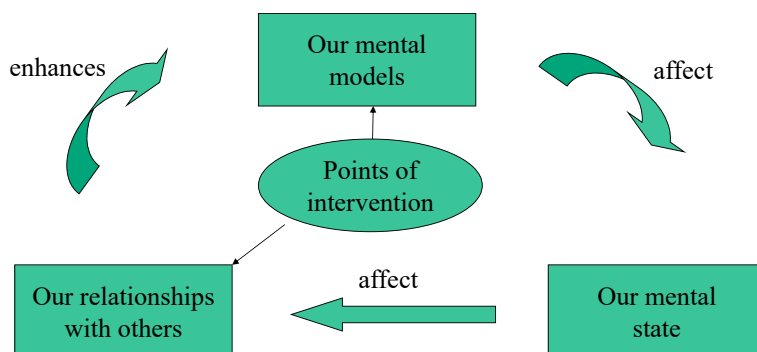 Our mental
models
enhances
affect
Points of
intervention
affect
Our relationships
with others
Our mental
state